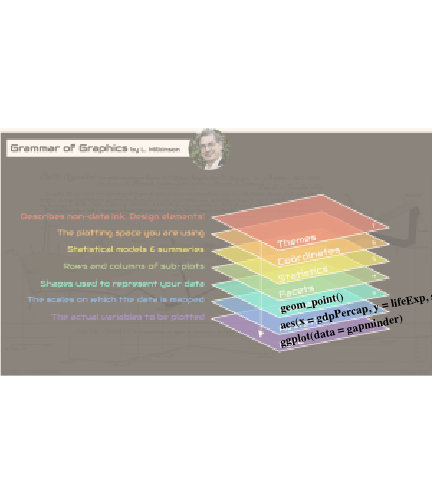 Grammar of Graphics by L. Wilkinson
Describes non-data ink. Design elements!
The plotting space you are using
Statistical models & summaries
Rows and columns of sub-plots
Shapes used to represent your data
The scales on which the data is mapped
The actual variables to be plotted
Themes
Coordinates
Statistics
Facets
geom_point()
aes(x = gdpPercap, y = lifeExp,
ggplot(data = gapminder)